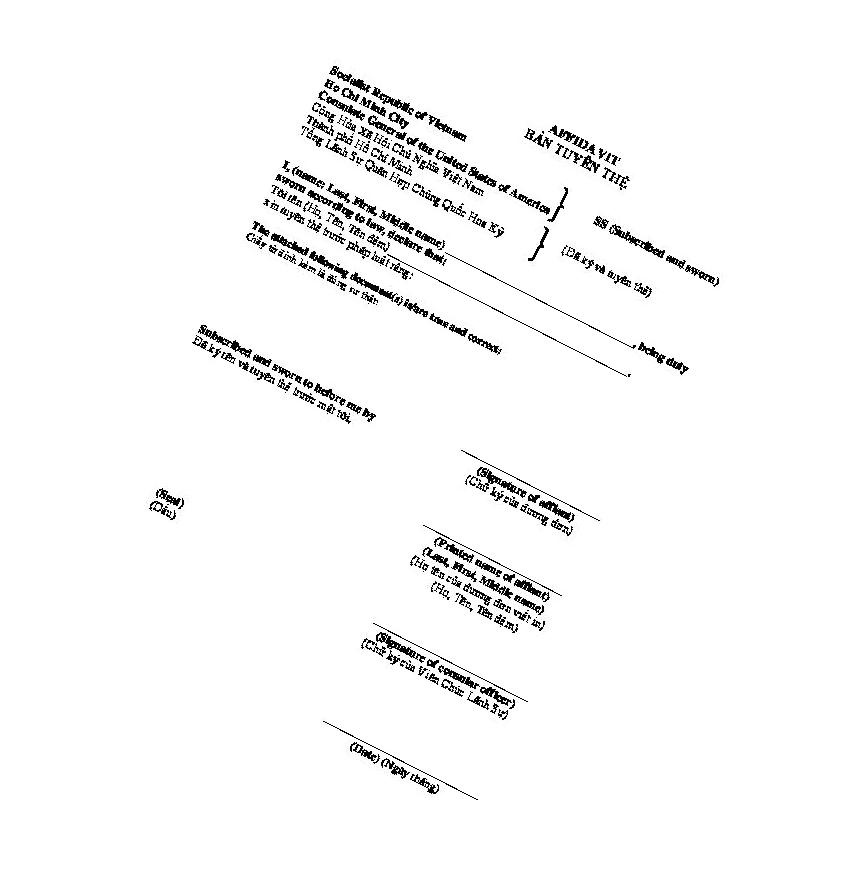 AFFIDAVIT
BẢN TUYÊN THỆ
Socialist Republic of Vietnam
Ho Chi Minh City
Consulate General of the United States of America
Cộng Hòa Xã Hội Chủ Nghĩa Việt Nam
Thành phố Hồ Chí Minh
Tổng Lãnh Sự Quán Hợp Chủng Quốc Hoa Kỳ
}
}
SS (Subscribed and sworn)
(Đã ký và tuyên thệ)
I, (name: Last, First, Middle name) , being duty
sworn according to law, declare that:
Tôi tên (Họ, Tên, Tên đệm) ,
xin tuyên thệ trước pháp luật rằng:
The attached following document(s) is/are true and correct:
Giấy tờ đính kèm là đúng sự thật:
Subscribed and sworn to before me by
Đã ký tên và tuyên thệ trước mặt tôi,
(Signature of affiant)
(Chữ ký của đương đơn)
(Seal)
(Dấu)
(Printed name of affiant)
(Last, First, Middle name)
(Họ tên của đương đơn viết in)
(Họ, Tên, Tên đệm)
(Signature of consular officer)
(Chữ ký của Viên Chức Lãnh Sự)
(Date) (Ngày tháng)